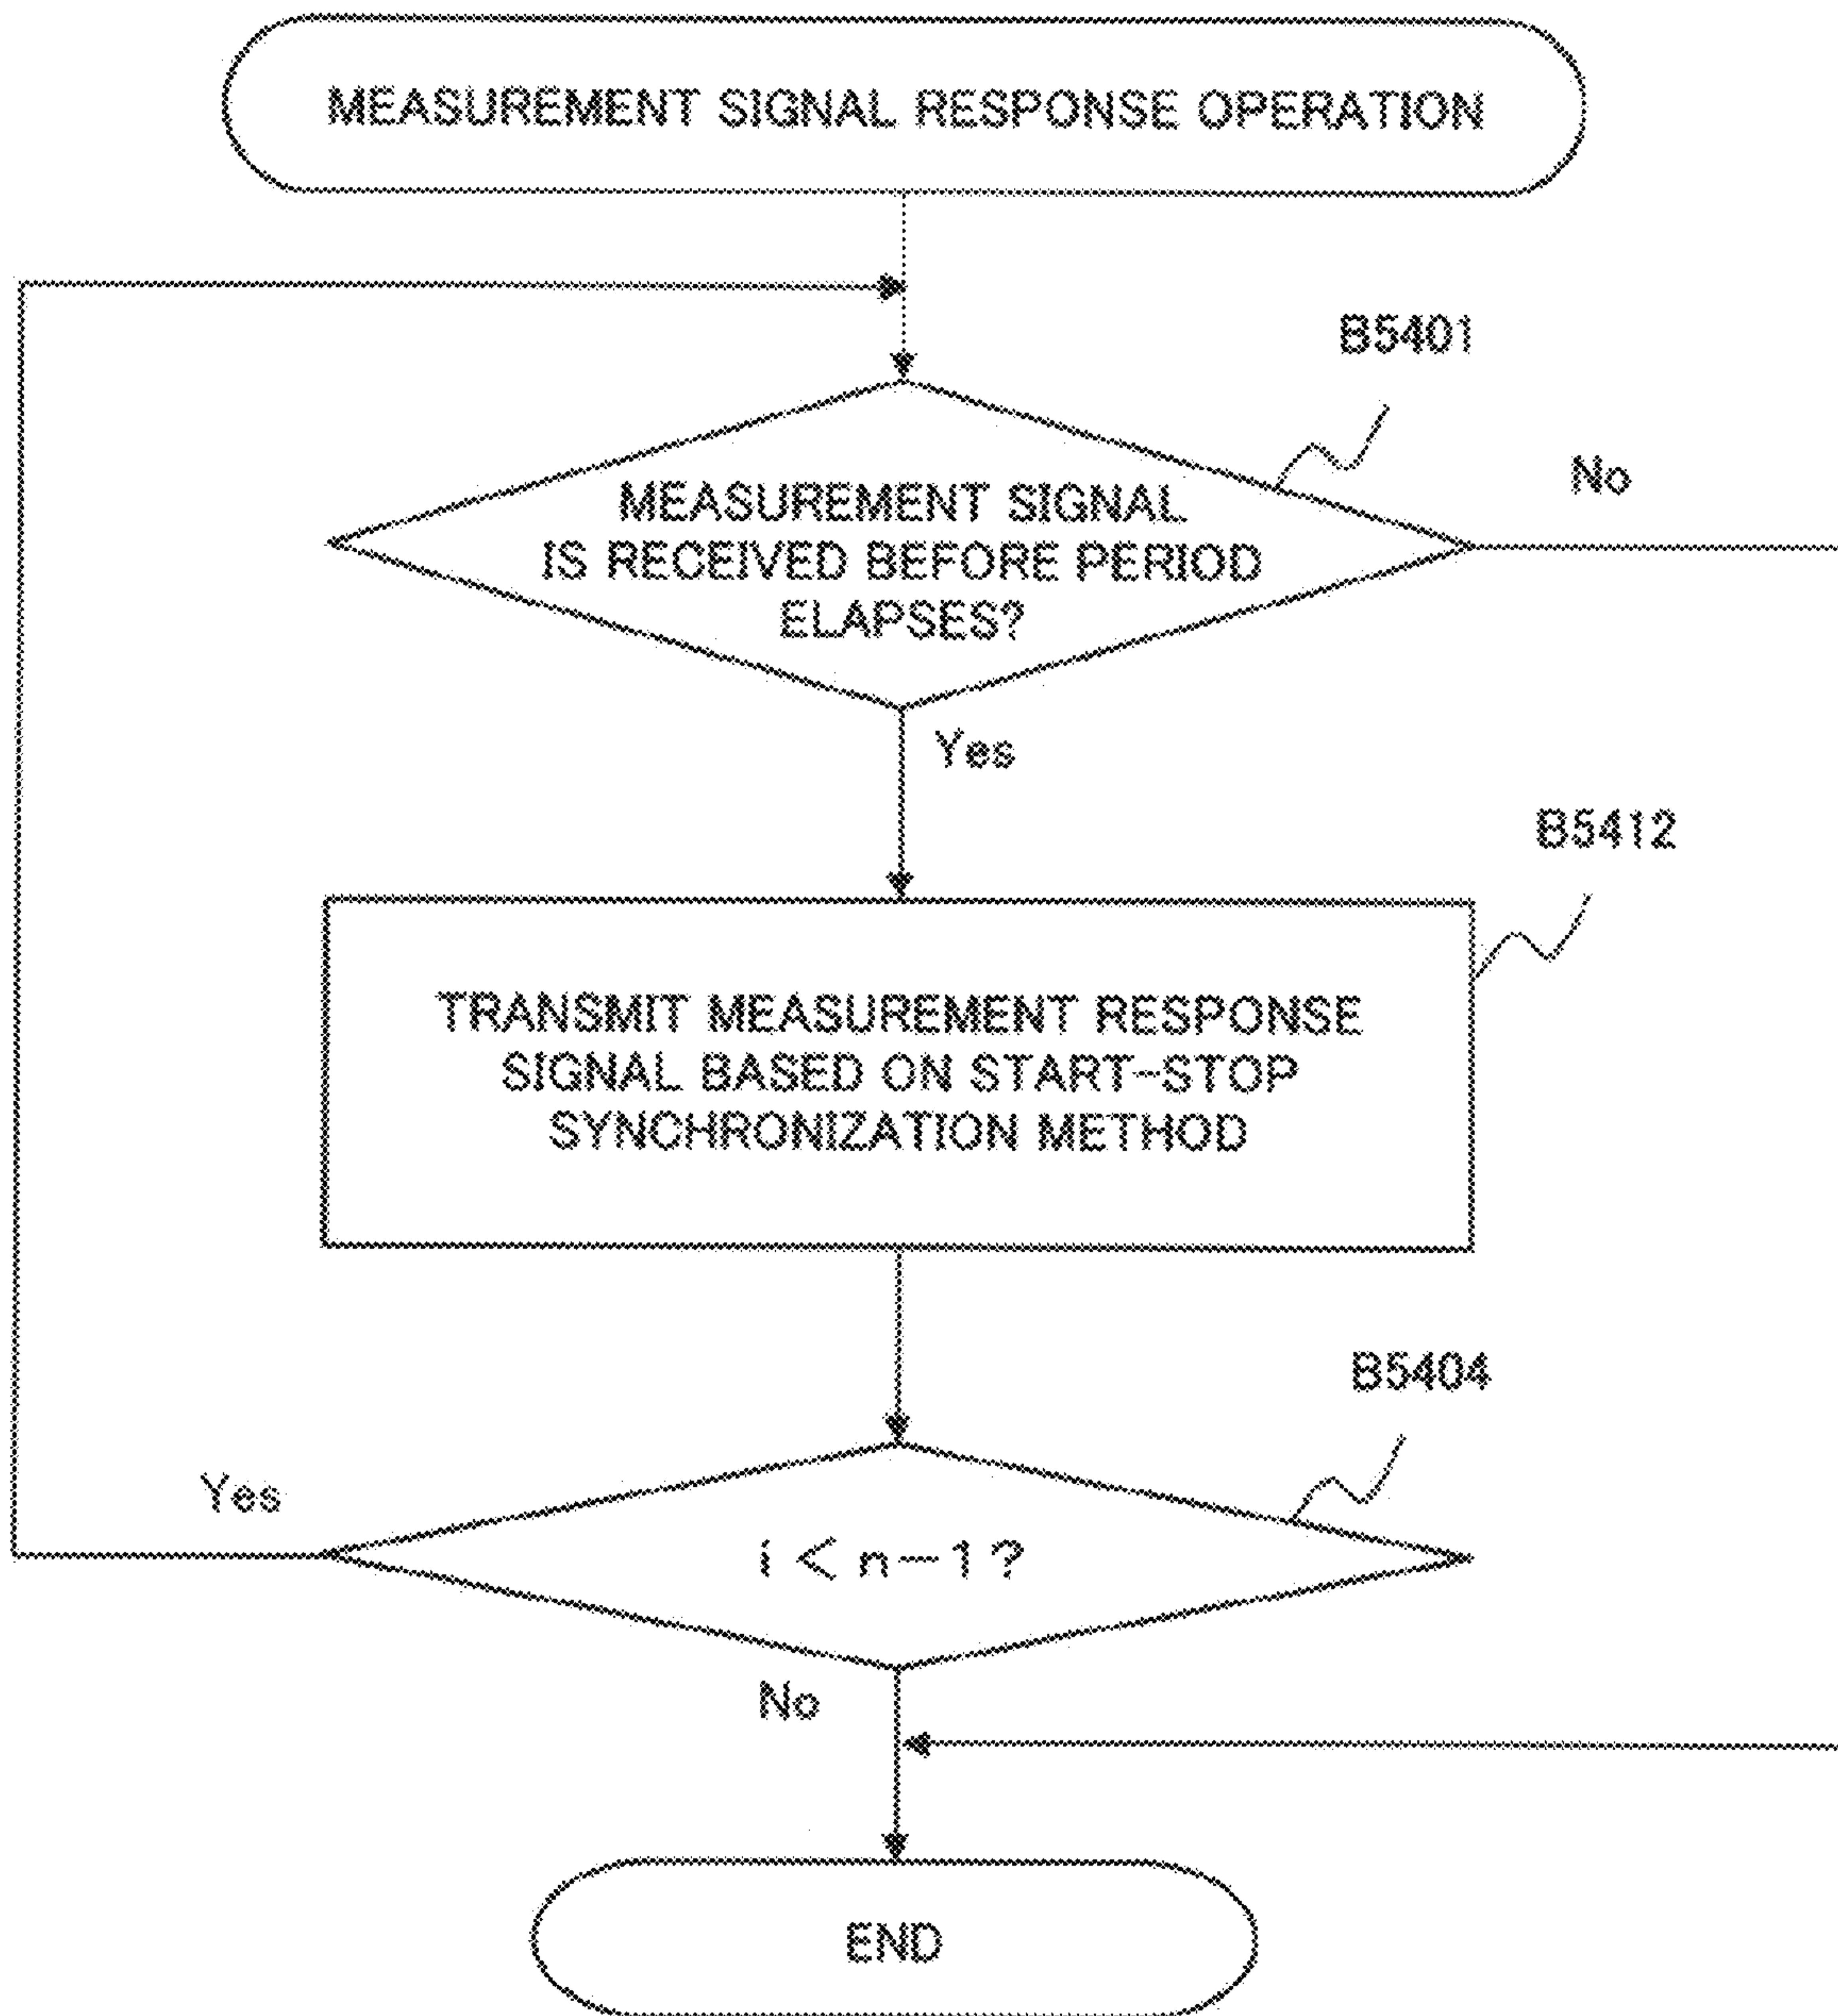 MEASUREMENT SIGNAL RESPONSE OPERATION
B5401
No
MEASUREMENT SIGNAL
IS RECEIVED BEFORE PERIOD
ELAPSES?
Yes
B5412
TRANSMIT MEASUREMENT RESPONSE
SIGNAL BASED ON START-STOP
SYNCHRONIZATION METHOD
B5404
Yes
i < n-1?
No
END